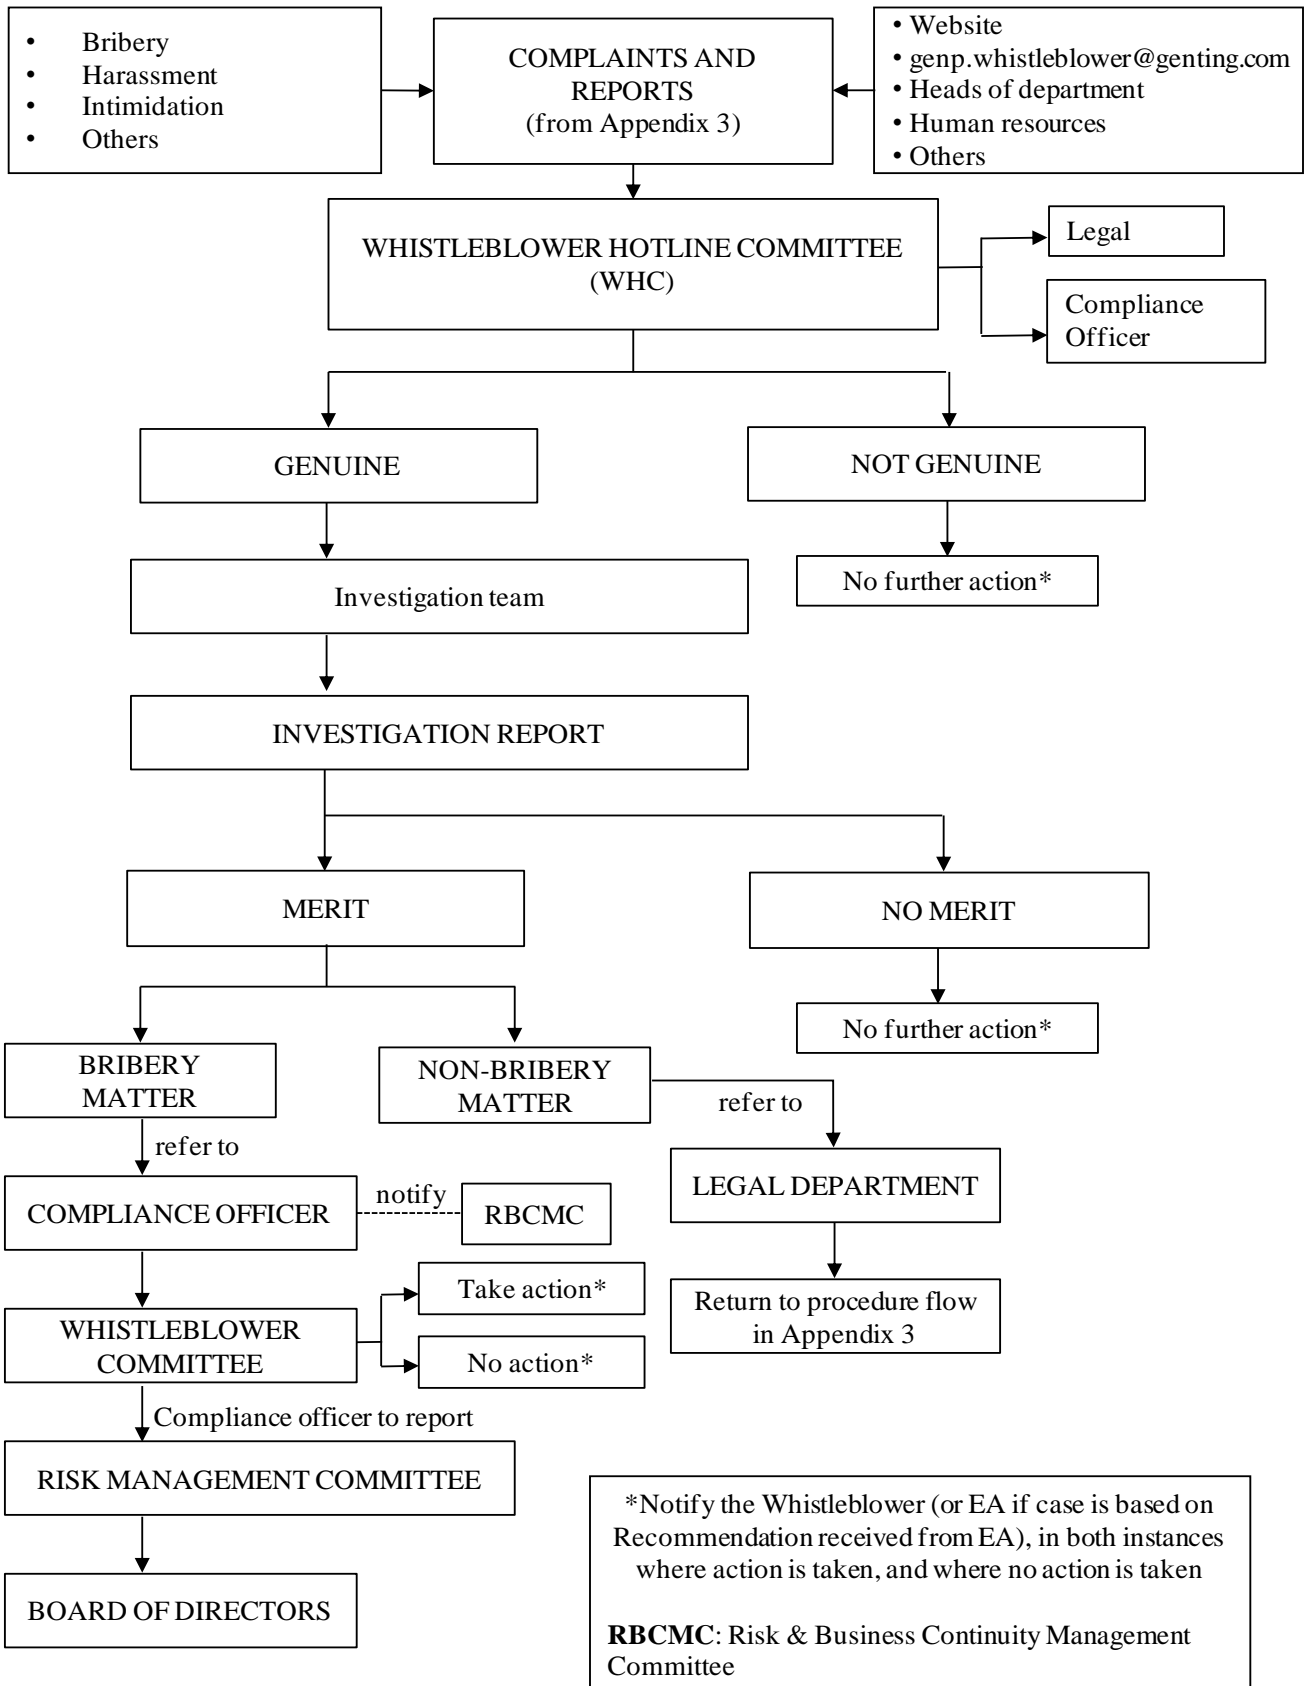 • Bribery
• Harassment
• Intimidation
• Others
COMPLAINTS AND
REPORTS
(from Appendix 3)
• Website
• genp.whistleblower@genting.com
• Heads of department
• Human resources
• Others
WHISTLEBLOWER HOTLINE COMMITTEE
(WHC)
Legal
Compliance
Officer
GENUINE
NOT GENUINE
Investigation team
No further action*
INVESTIGATION REPORT
MERIT
NO MERIT
No further action*
BRIBERY
MATTER
NON-BRIBERY
MATTER
refer to
refer to
COMPLIANCE OFFICER
notify
RBCMC
LEGAL DEPARTMENT
WHISTLEBLOWER
COMMITTEE
Take action*
No action*
Return to procedure flow
in Appendix 3
Compliance officer to report
RISK MANAGEMENT COMMITTEE
BOARD OF DIRECTORS
*Notify the Whistleblower (or EA if case is based on
Recommendation received from EA), in both instances
where action is taken, and where no action is taken
RBCMC: Risk & Business Continuity Management
Committee